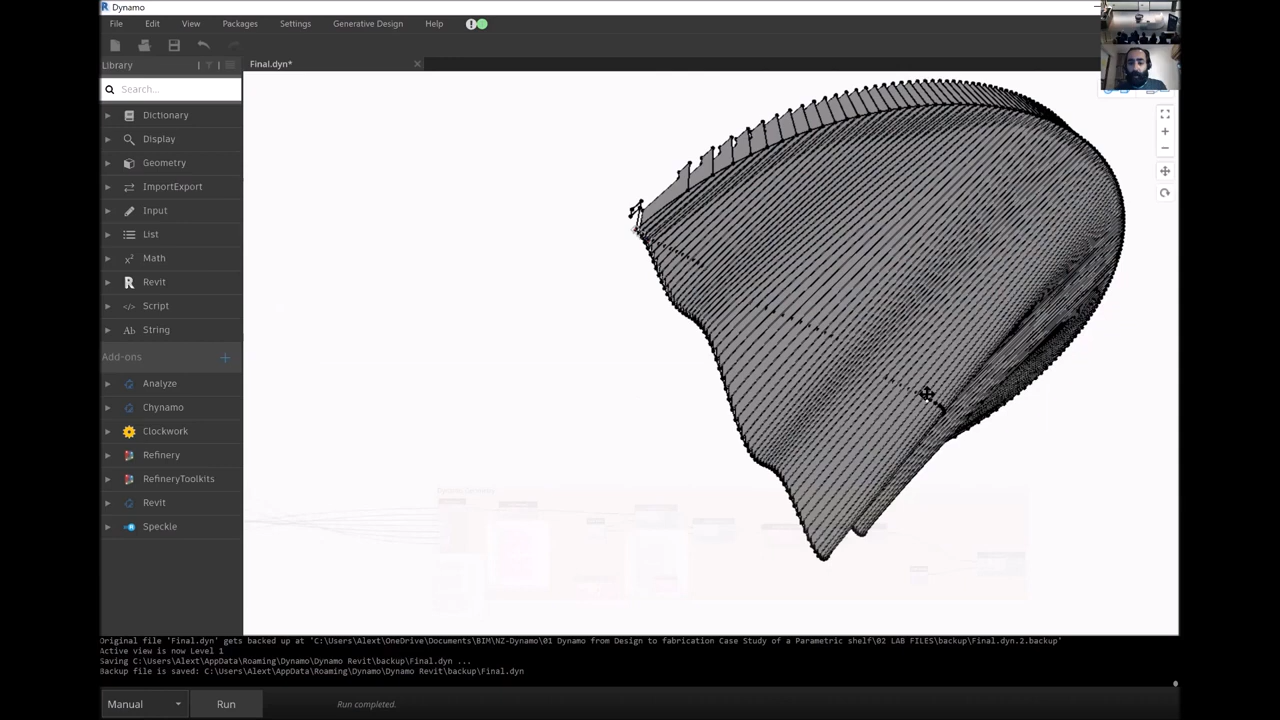 Dynamo
File Edit View Packages Settings Generative Design Help
Library
Final.dyn*
Search...
Dictionary
Display
Geometry
ImportExport
Input
List
Math
Revit
Script
String
Add-ons
Analyze
Chynamo
Clockwork
Refinery
RefineryToolkits
Revit
Speckle
Original file 'Final.dyn' gets backed up at 'C:\Users\Alext\OneDrive\Documents\BIM\NZ-Dynamo\01 Dynamo from Design to fabrication Case Study of a Parametric shelf\02 LAB FILES\backup\Final.dyn.2.backup'
Active view is now Level 1
Saving C:\Users\Alext\AppData\Roaming\Dynamo\Dynamo Revit\backup\Final.dyn ...
Backup file is saved: C:\Users\Alext\AppData\Roaming\Dynamo\Dynamo Revit\backup\Final.dyn
Manual Run Run completed.